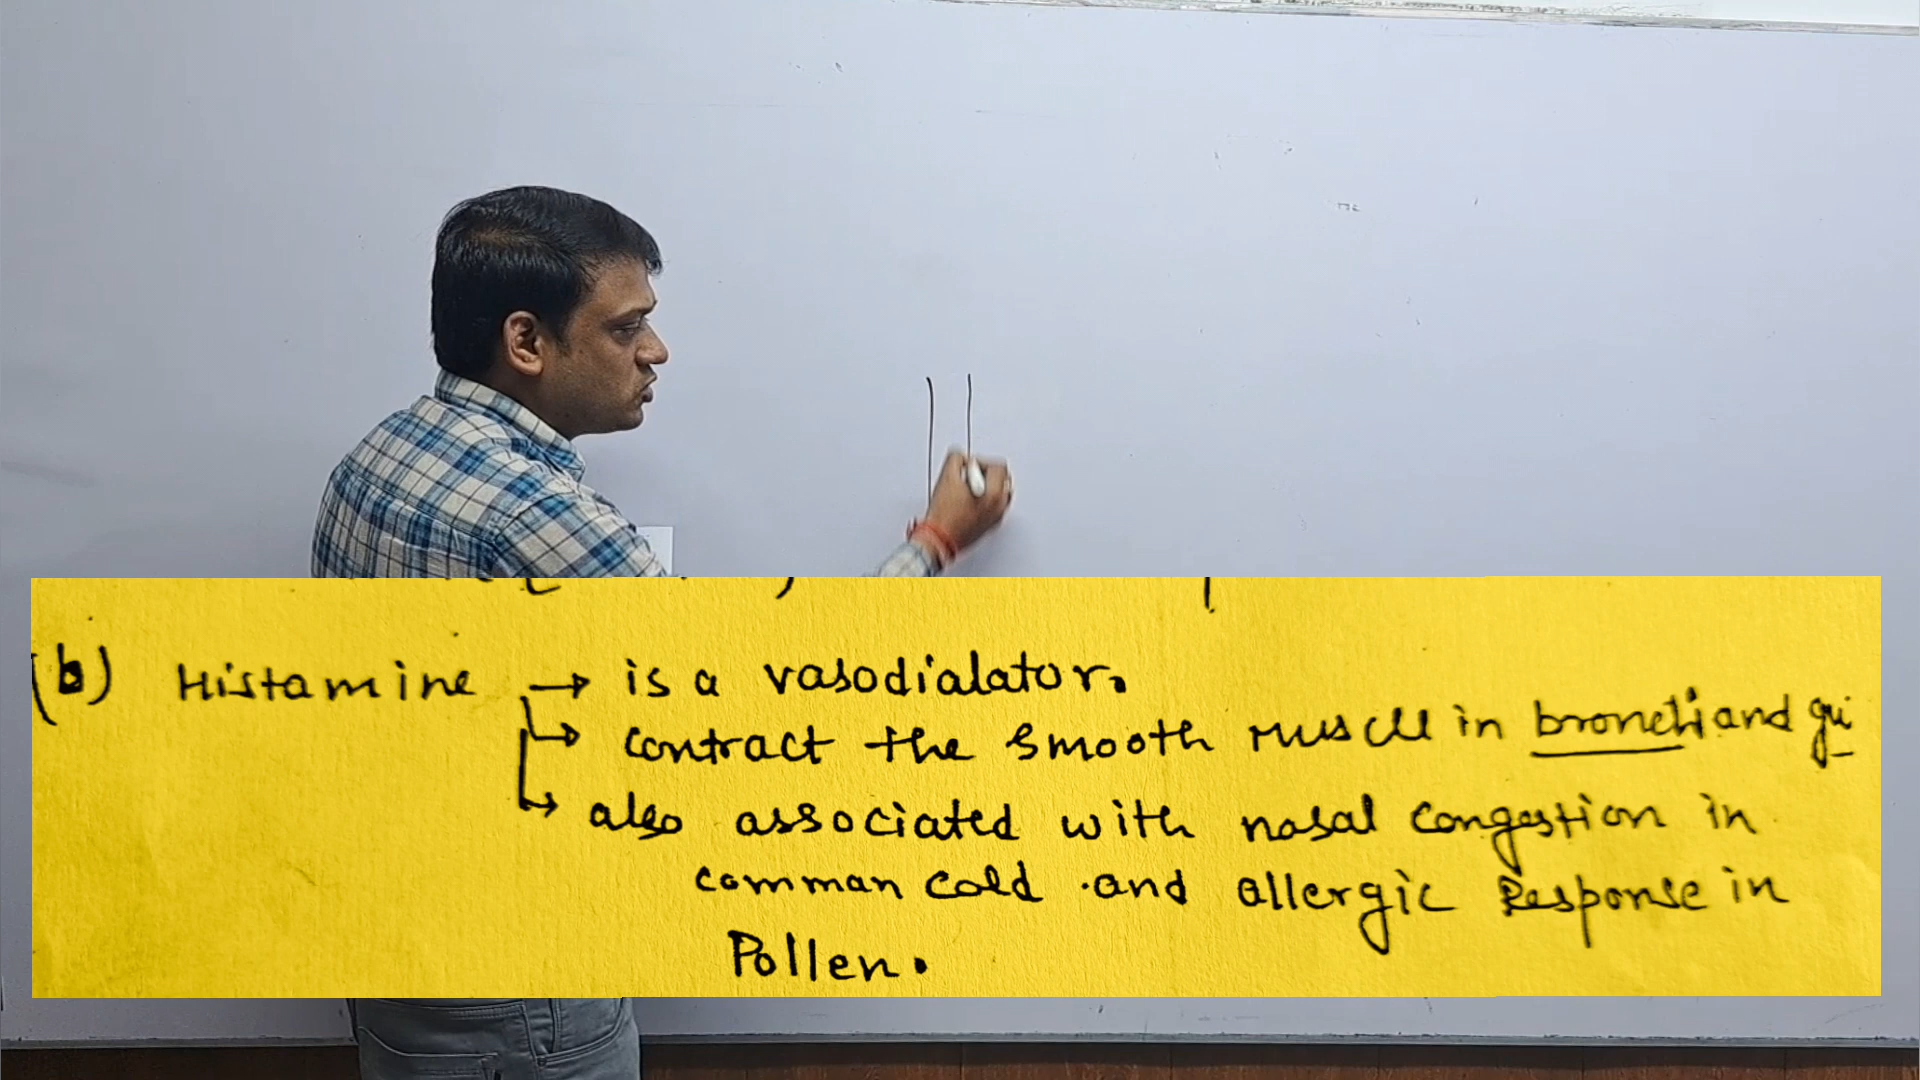 (b) Histamine → is a vasodialator.
↳ contract the smooth muscle in bronchi and
↳ also associated with nasal congestion in
comman cold and allergic Response in
Pollen.